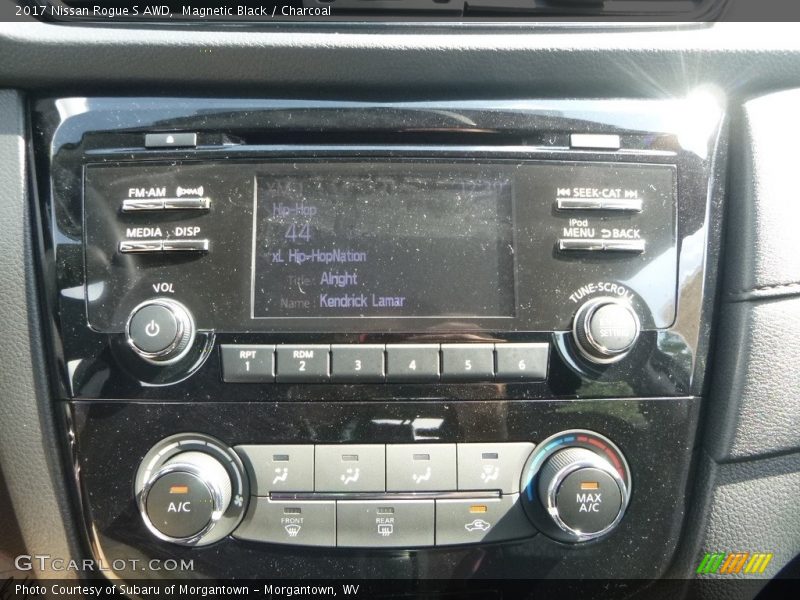 2017 Nissan Rogue S AWD, Magnetic Black / Charcoal
FM·AM
SEEK-CAT
MEDIA DISP
iPod
MENU BACK
Hip-Hop
44
xL Hip-HopNation
Title: Alright
Name: Kendrick Lamar
VOL
TUNE-SCROLL
RPT
1
RDM
2
3
4
5
6
A/C
MAX
A/C
FRONT
REAR
GTCARLOT.COM
Photo Courtesy of Subaru of Morgantown - Morgantown, WV